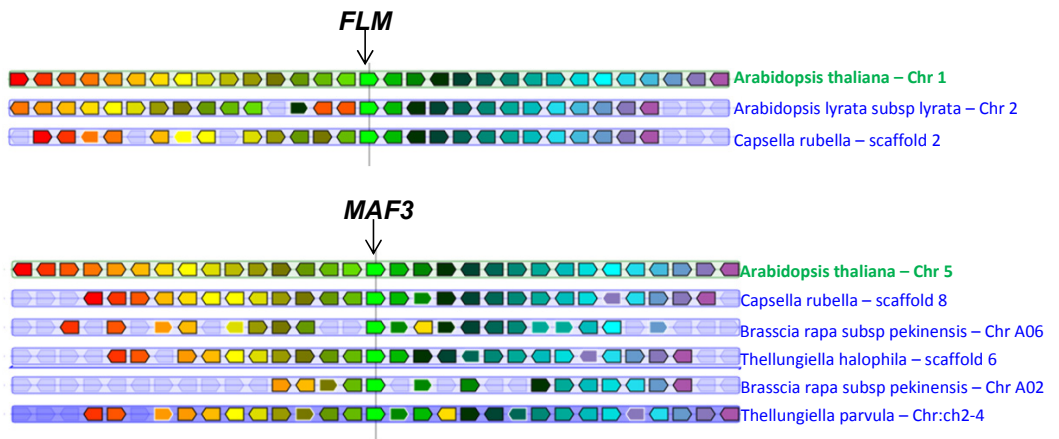 FLM
Arabidopsis thaliana – Chr 1
Arabidopsis lyrata subsp lyrata – Chr 2
Capsella rubella – scaffold 2
MAF3
Arabidopsis thaliana – Chr 5
Capsella rubella – scaffold 8
Brasscia rapa subsp pekinensis – Chr A06
Thellungiella halophila – scaffold 6
Brasscia rapa subsp pekinensis – Chr A02
Thellungiella parvula – Chr:ch2-4